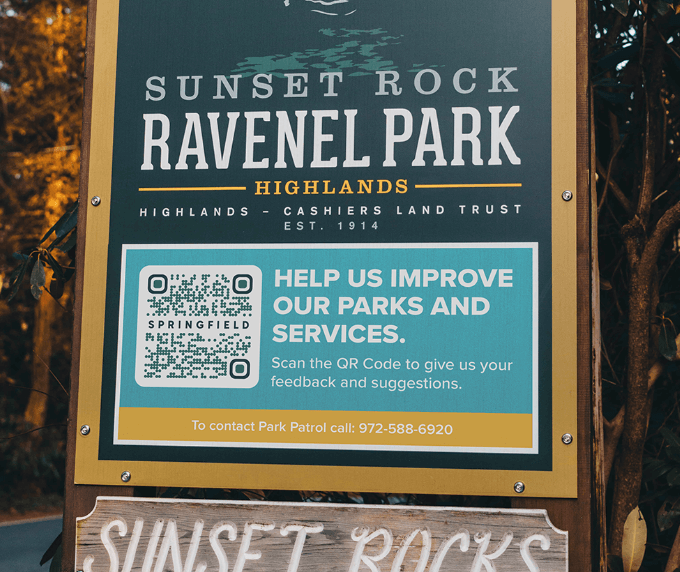 SUNSET ROCK
RAVENEL PARK
HIGHLANDS
HIGHLANDS – CASHIERS LAND TRUST
EST. 1914
SPRINGFIELD
HELP US IMPROVE
OUR PARKS AND
SERVICES.
Scan the QR Code to give us your
feedback and suggestions.
To contact Park Patrol call: 972-588-6920
SUNSET ROCKS